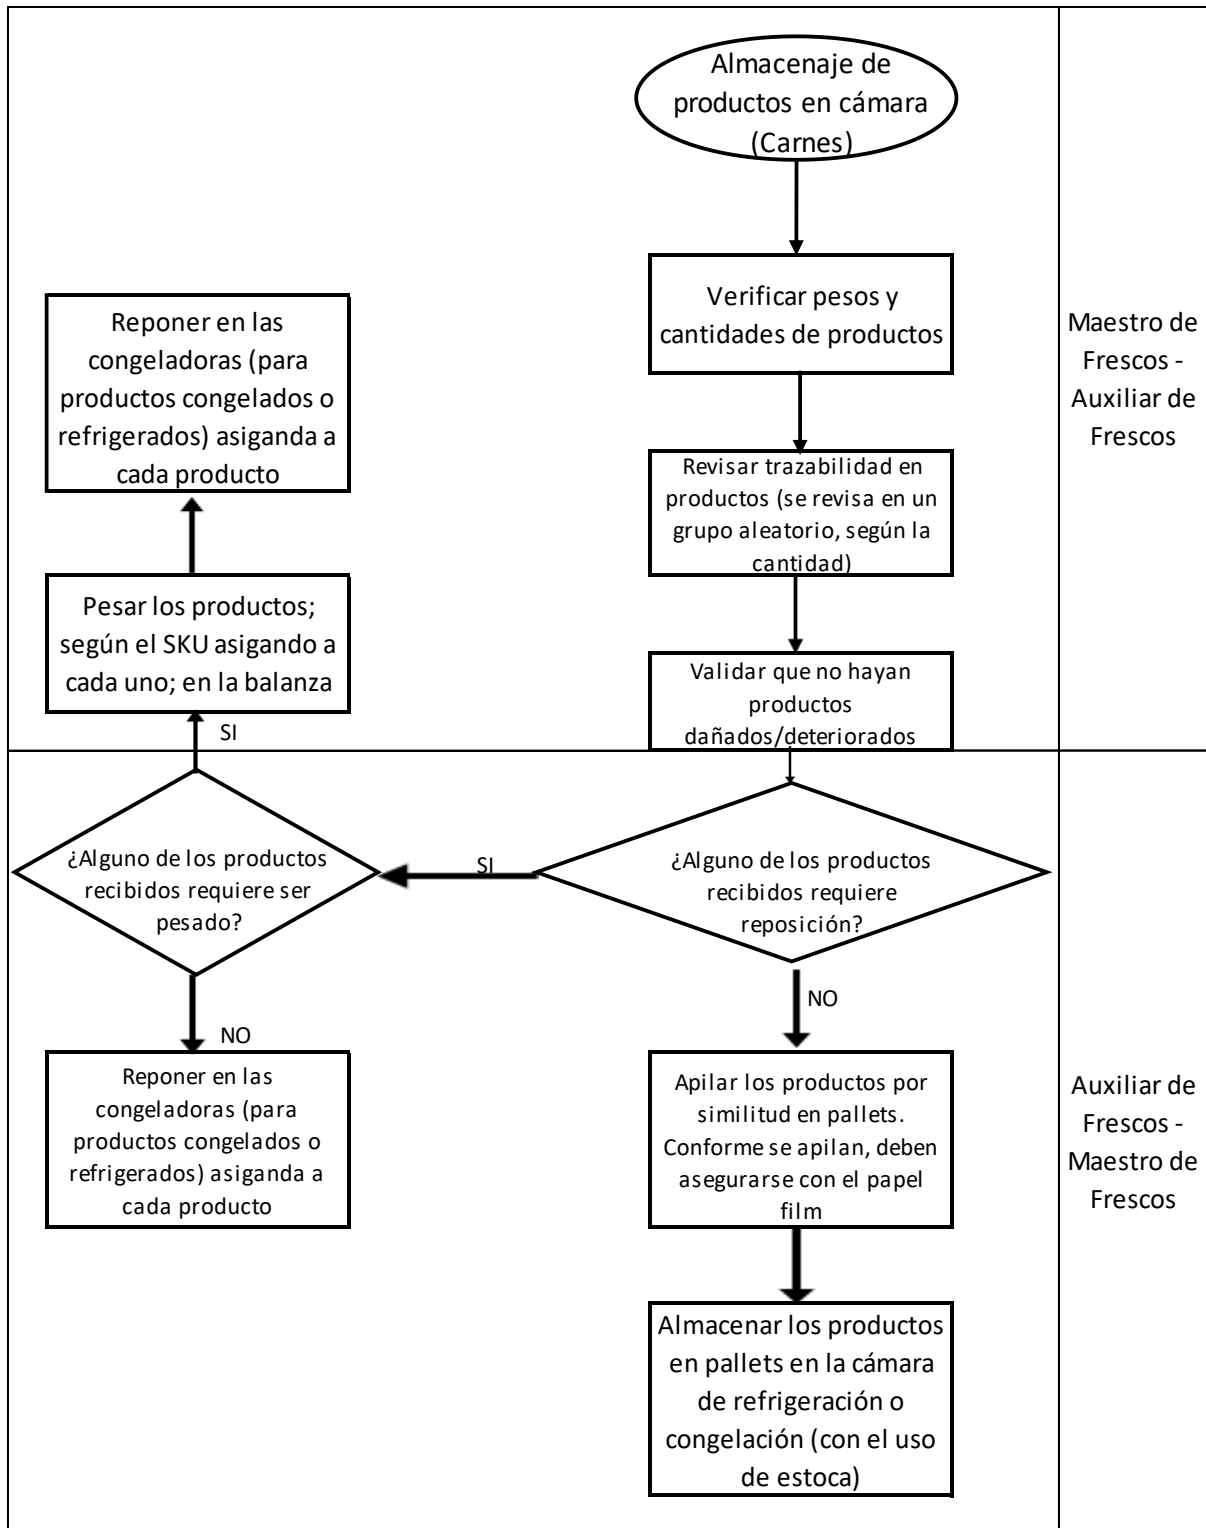 Almacenaje de
productos en cámara
(Carnes)
Verificar pesos y
cantidades de productos
Reponer en las
congeladoras (para
productos congelados o
refrigerados) asiganda a
cada producto
Maestro de
Frescos -
Auxiliar de
Frescos
Revisar trazabilidad en
productos (se revisa en un
grupo aleatorio, según la
cantidad)
Pesar los productos;
según el SKU asigando a
cada uno; en la balanza
Validar que no hayan
productos
dañados/deteriorados
SI
¿Alguno de los productos
recibidos requiere ser
pesado?
SI
¿Alguno de los productos
recibidos requiere
reposición?
NO
NO
Reponer en las
congeladoras (para
productos congelados o
refrigerados) asiganda a
cada producto
Apilar los productos por
similitud en pallets.
Conforme se apilan, deben
asegurarse con el papel
film
Auxiliar de
Frescos -
Maestro de
Frescos
Almacenar los productos
en pallets en la cámara
de refrigeración o
congelación (con el uso
de estoca)